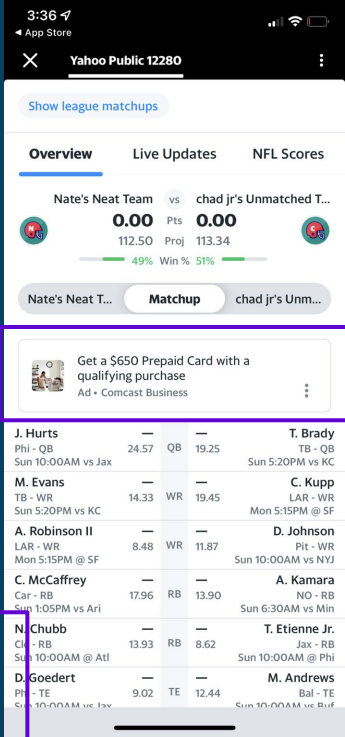 3:36
◄ App Store
Yahoo Public 12280
Show league matchups
Overview Live Updates NFL Scores
Nate's Neat Team vs chad jr's Unmatched T...
0.00 Pts 0.00
112.50 Proj 113.34
49% Win % 51%
Nate's Neat T... Matchup chad jr's Unm...
Get a $650 Prepaid Card with a
qualifying purchase
Ad • Comcast Business
J. Hurts — — T. Brady
Phi - QB 24.57 QB 19.25 TB - QB
Sun 10:00AM vs Jax Sun 5:20PM vs KC
M. Evans — — C. Kupp
TB - WR 14.33 WR 19.45 LAR - WR
Sun 5:20PM vs KC Mon 5:15PM @ SF
A. Robinson II — — D. Johnson
LAR - WR 8.48 WR 11.87 Pit - WR
Mon 5:15PM @ SF Sun 10:00AM vs NYJ
C. McCaffrey — — A. Kamara
Car - RB 17.96 RB 13.90 NO - RB
Sun 1:05PM vs Ari Sun 6:30AM vs Min
N. Chubb — — T. Etienne Jr.
Cle - RB 13.93 RB 8.62 Jax - RB
Sun 10:00AM @ Atl Sun 10:00AM @ Phi
D. Goedert — — M. Andrews
Phi - TE 9.02 TE 12.44 Bal - TE
Sun 10:00AM vs Jax Sun 10:00AM vs Buf